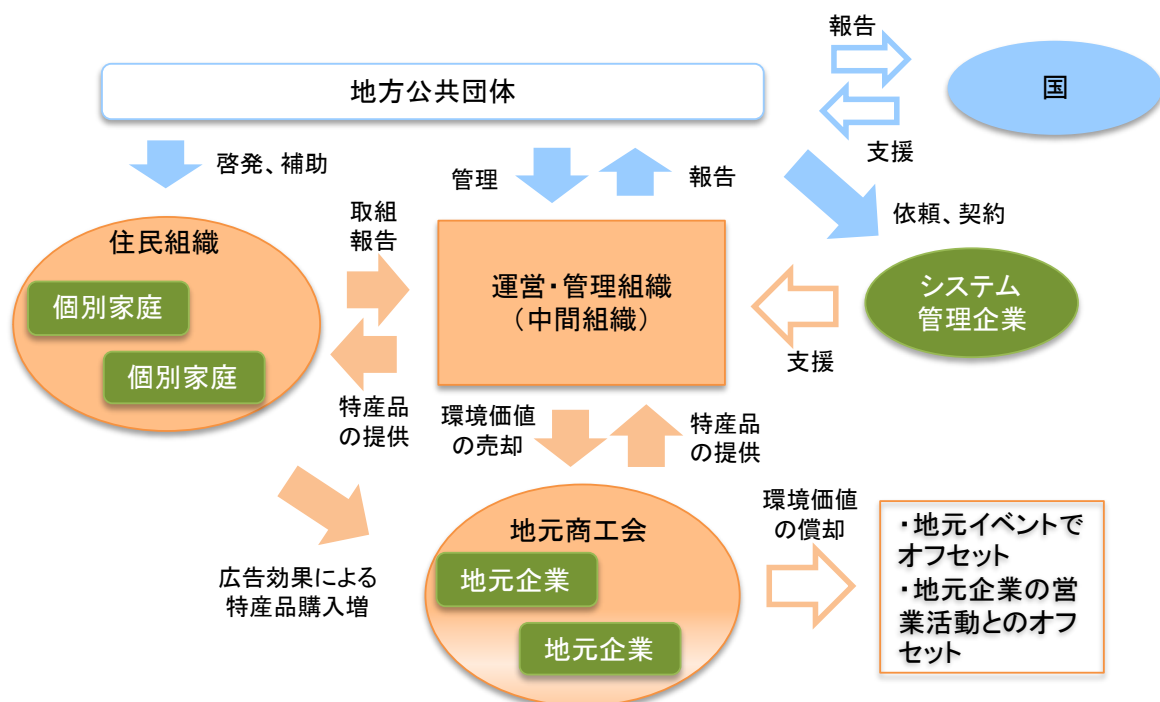 報告
地方公共団体
国
支援
啓発、補助
管理
報告
依頼、契約
取組
報告
住民組織
個別家庭
個別家庭
運営・管理組織
（中間組織）
システム
管理企業
支援
特産品
の提供
環境価値
の売却
特産品
の提供
広告効果による
特産品購入増
地元商工会
地元企業
地元企業
環境価値
の償却
・地元イベントで
オフセット
・地元企業の営
業活動とのオフ
セット